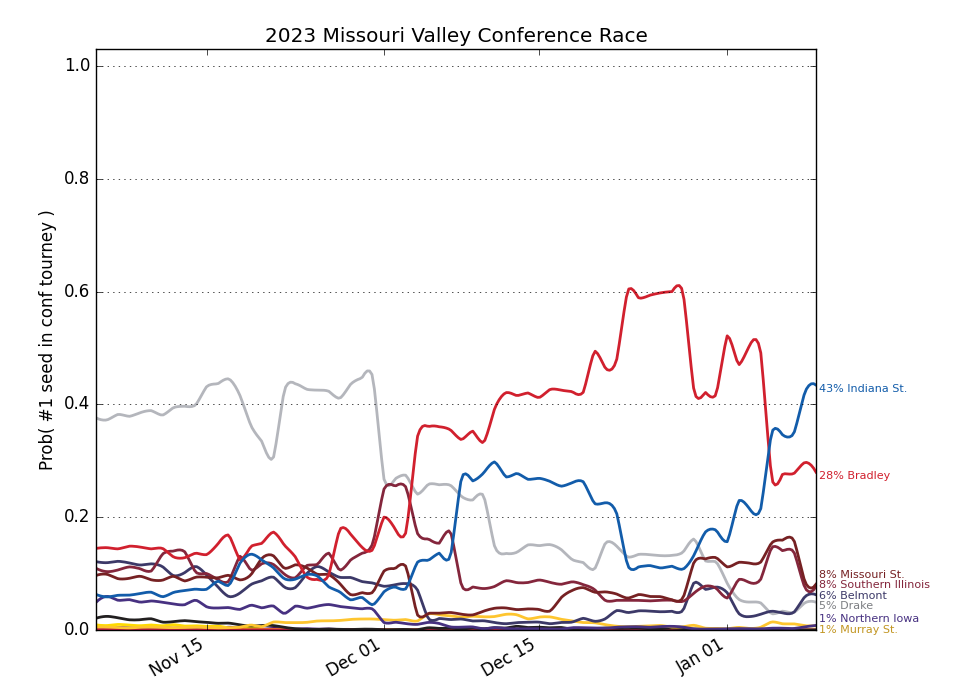 2023 Missouri Valley Conference Race
Prob( #1 seed in conf tourney )
1.0
0.8
0.6
0.4
0.2
0.0
Nov 15
Dec 01
Dec 15
Jan 01
43% Indiana St.
28% Bradley
8% Missouri St.
8% Southern Illinois
6% Belmont
5% Drake
1% Northern Iowa
1% Murray St.